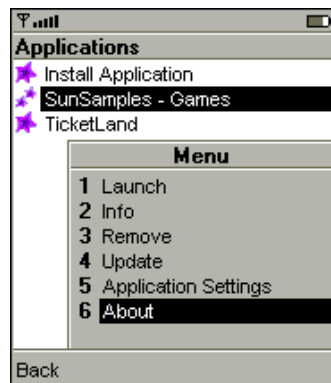 Applications
Install Application
SunSamples - Games
TicketLand
Menu
1 Launch
2 Info
3 Remove
4 Update
5 Application Settings
6 About
Back